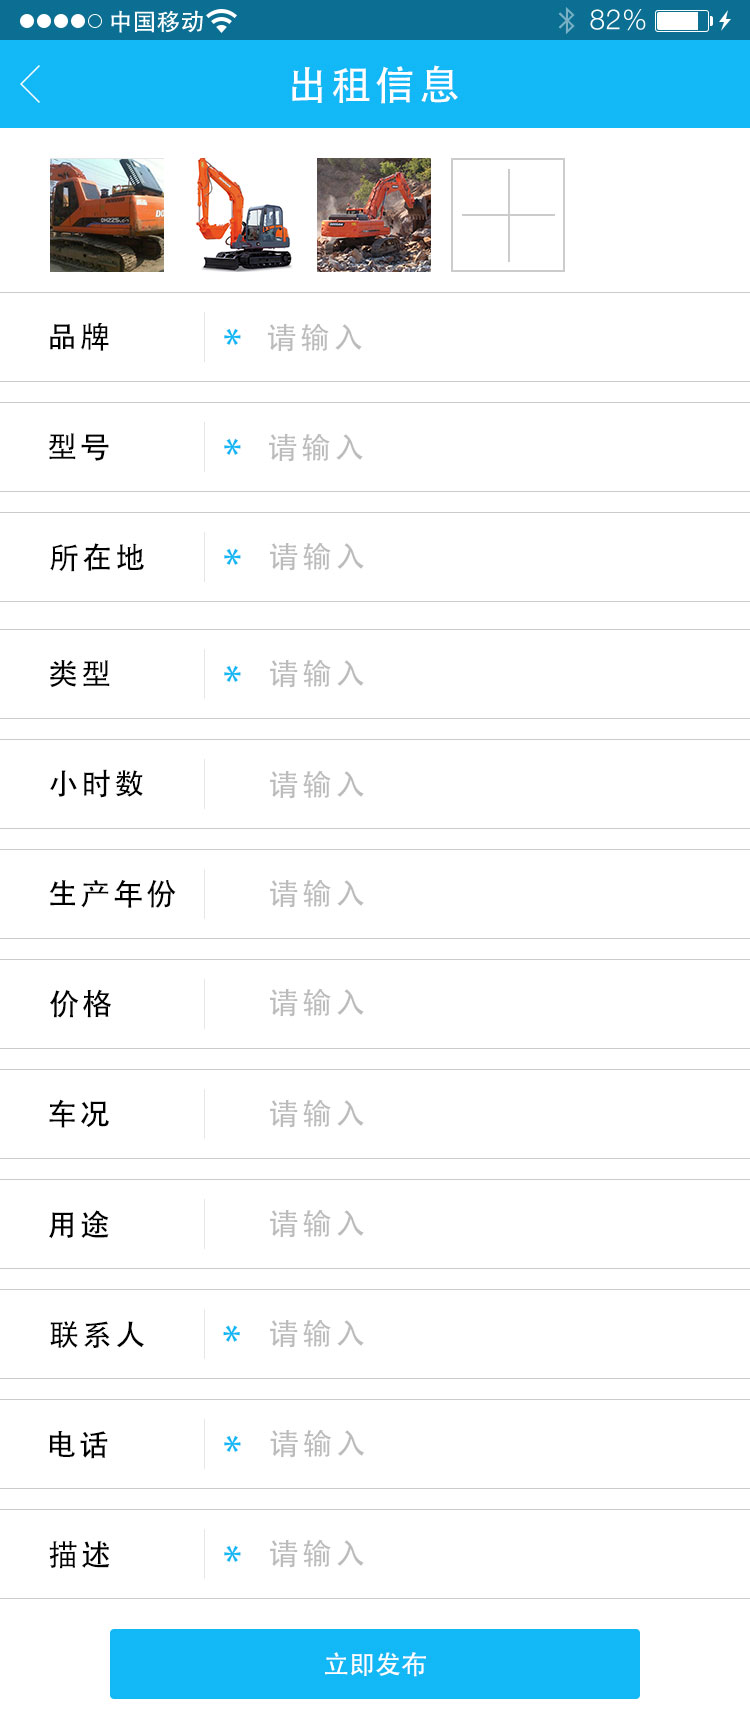 中国移动 82%
出租信息
DH225LC
品牌 * 请输入
型号 * 请输入
所在地 * 请输入
类型 * 请输入
小时数 请输入
生产年份 请输入
价格 请输入
车况 请输入
用途 请输入
联系人 * 请输入
电话 * 请输入
描述 * 请输入
立即发布